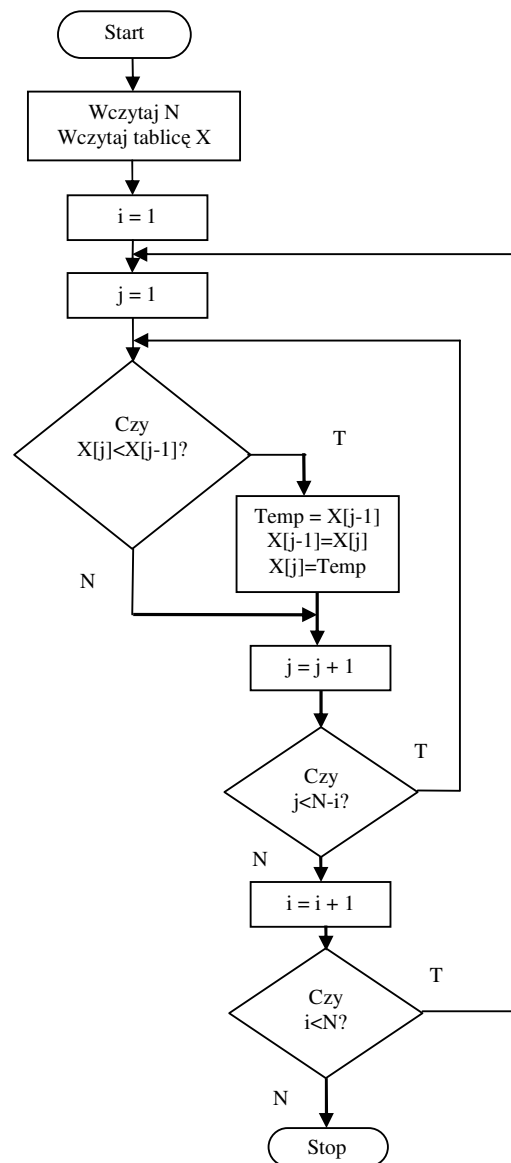 Start
Wczytaj N
Wczytaj tablicę X
i = 1
j = 1
Czy
X[j]<X[j-1]?
T
Temp = X[j-1]
X[j-1]=X[j]
X[j]=Temp
N
j = j + 1
Czy
j<N-i?
T
N
i = i + 1
Czy
i<N?
T
N
Stop